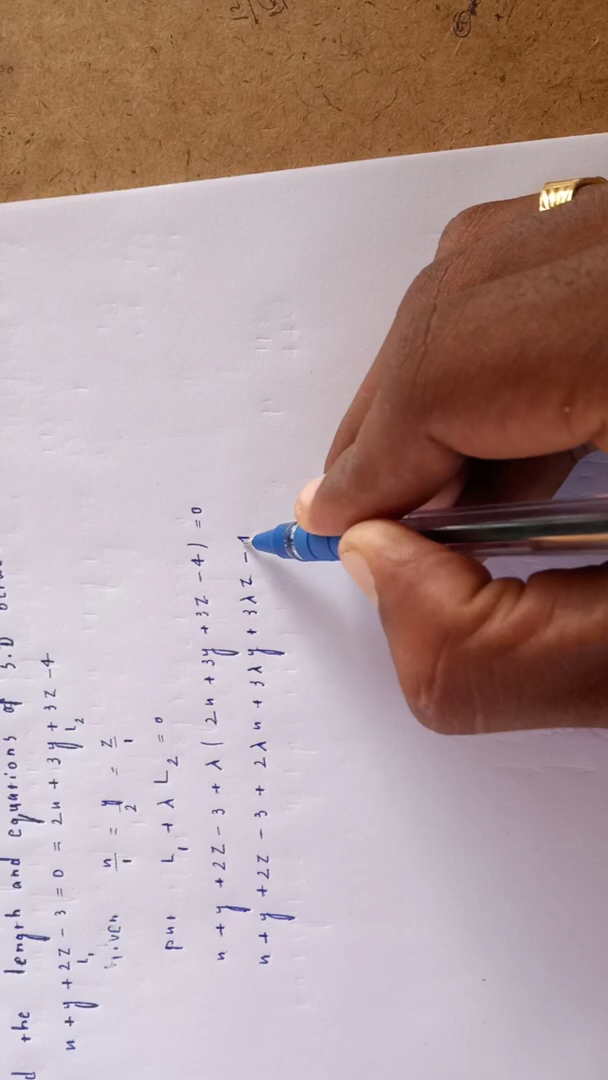 the length and equations of S.D
x + y + 2z - 3 = 0 = 2x + 3y + 3z - 4
L₁ L₂
Given x/1 = y/2 = z/1
put L₁ + λ L₂ = 0
x + y + 2z - 3 + λ ( 2x + 3y + 3z - 4 ) = 0
x + y + 2z - 3 + 2λx + 3λy + 3λz -